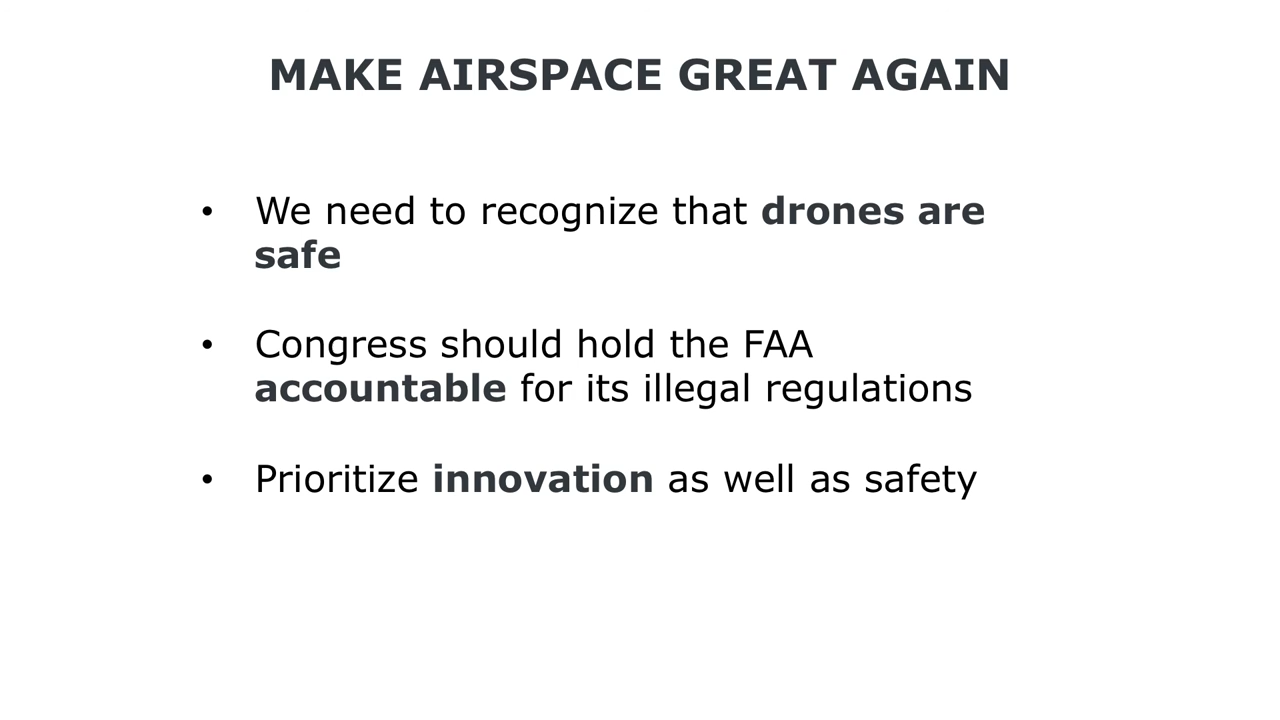 MAKE AIRSPACE GREAT AGAIN
• We need to recognize that drones are
safe
• Congress should hold the FAA
accountable for its illegal regulations
• Prioritize innovation as well as safety